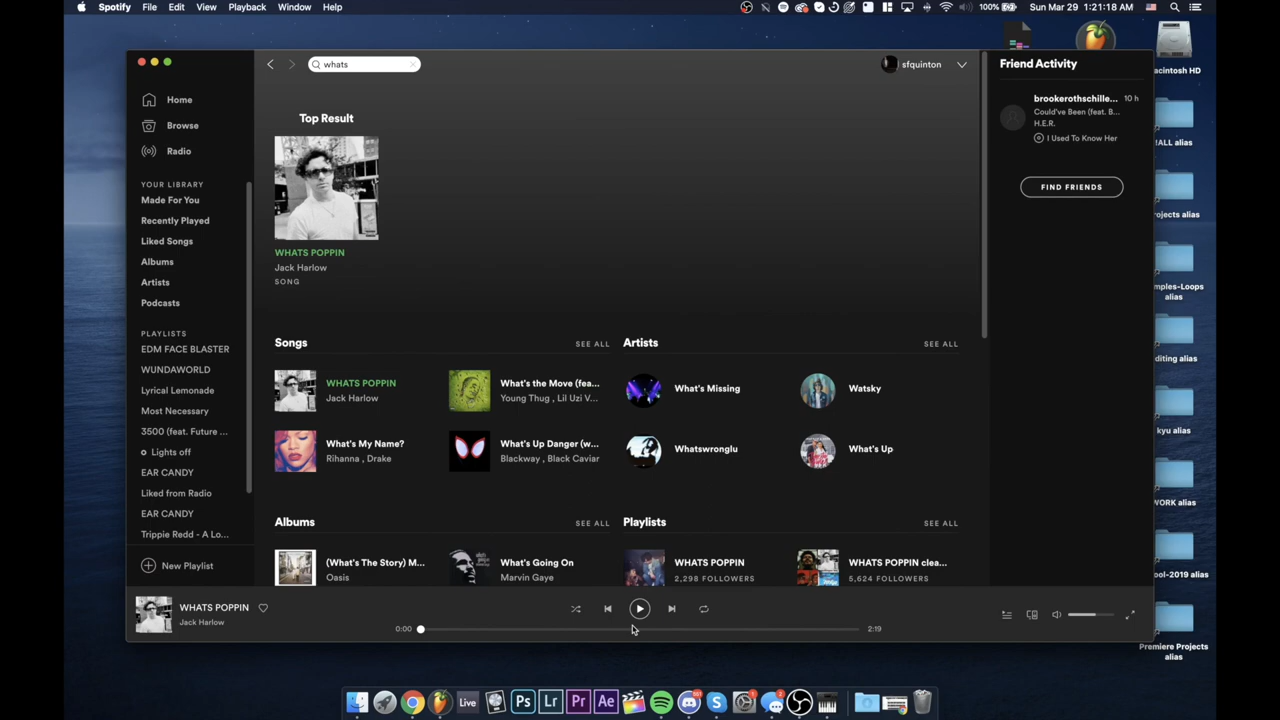 Spotify File Edit View Playback Window Help
100% Sun Mar 29 1:21:18 AM
whats
sfquinton
Home
Browse
Radio
YOUR LIBRARY
Made For You
Recently Played
Liked Songs
Albums
Artists
Podcasts
PLAYLISTS
EDM FACE BLASTER
WUNDAWORLD
Lyrical Lemonade
Most Necessary
3500 (feat. Future ...
Lights off
EAR CANDY
Liked from Radio
EAR CANDY
Trippie Redd - A Lo...
New Playlist
Top Result
WHATS POPPIN
Jack Harlow
SONG
Songs
SEE ALL
WHATS POPPIN
Jack Harlow
What's the Move (fea...
Young Thug , Lil Uzi V...
What's My Name?
Rihanna , Drake
What's Up Danger (w...
Blackway , Black Caviar
Artists
SEE ALL
What's Missing
Watsky
Whatswronglu
What's Up
Albums
SEE ALL
(What's The Story) M...
Oasis
What's Going On
Marvin Gaye
Playlists
SEE ALL
WHATS POPPIN
2,298 FOLLOWERS
WHATS POPPIN clea...
5,624 FOLLOWERS
Friend Activity
brookerothschille... 10 h
Could've Been (feat. B...
H.E.R.
I Used To Know Her
FIND FRIENDS
WHATS POPPIN
Jack Harlow
0:00
2:19
acintosh HD
!ALL alias
rojects alias
mples-Loops
alias
editing alias
kyu alias
WORK alias
ool-2019 alias
Premiere Projects
alias
Live
Ps
Lr
Pr
Ae